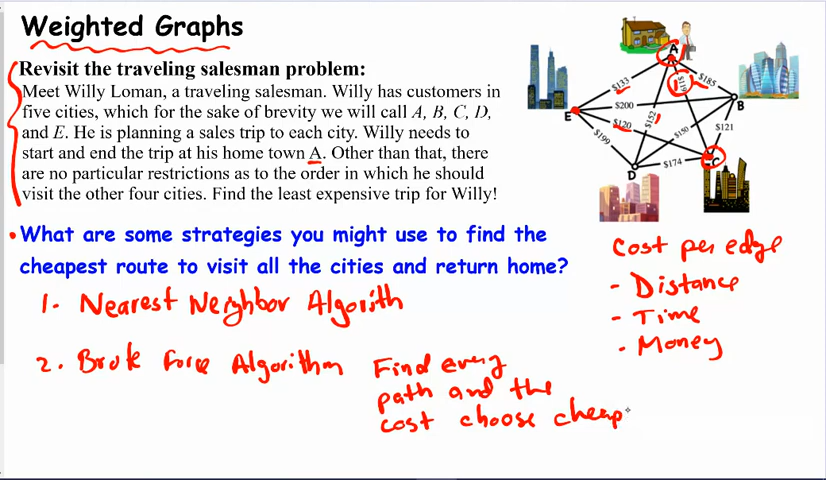 Weighted Graphs
Revisit the traveling salesman problem:
Meet Willy Loman, a traveling salesman. Willy has customers in
five cities, which for the sake of brevity we will call A, B, C, D,
and E. He is planning a sales trip to each city. Willy needs to
start and end the trip at his home town A. Other than that, there
are no particular restrictions as to the order in which he should
visit the other four cities. Find the least expensive trip for Willy!
A
$133
$119
$185
$200
B
E
$120
$152
$150
$121
$199
D
$174
C
What are some strategies you might use to find the
cheapest route to visit all the cities and return home?
1. Nearest Neighbor Algorith
2. Brute Force Algorithm
Find every
path and the
cost choose cheap
Cost per edge
- Distance
- Time
- Money